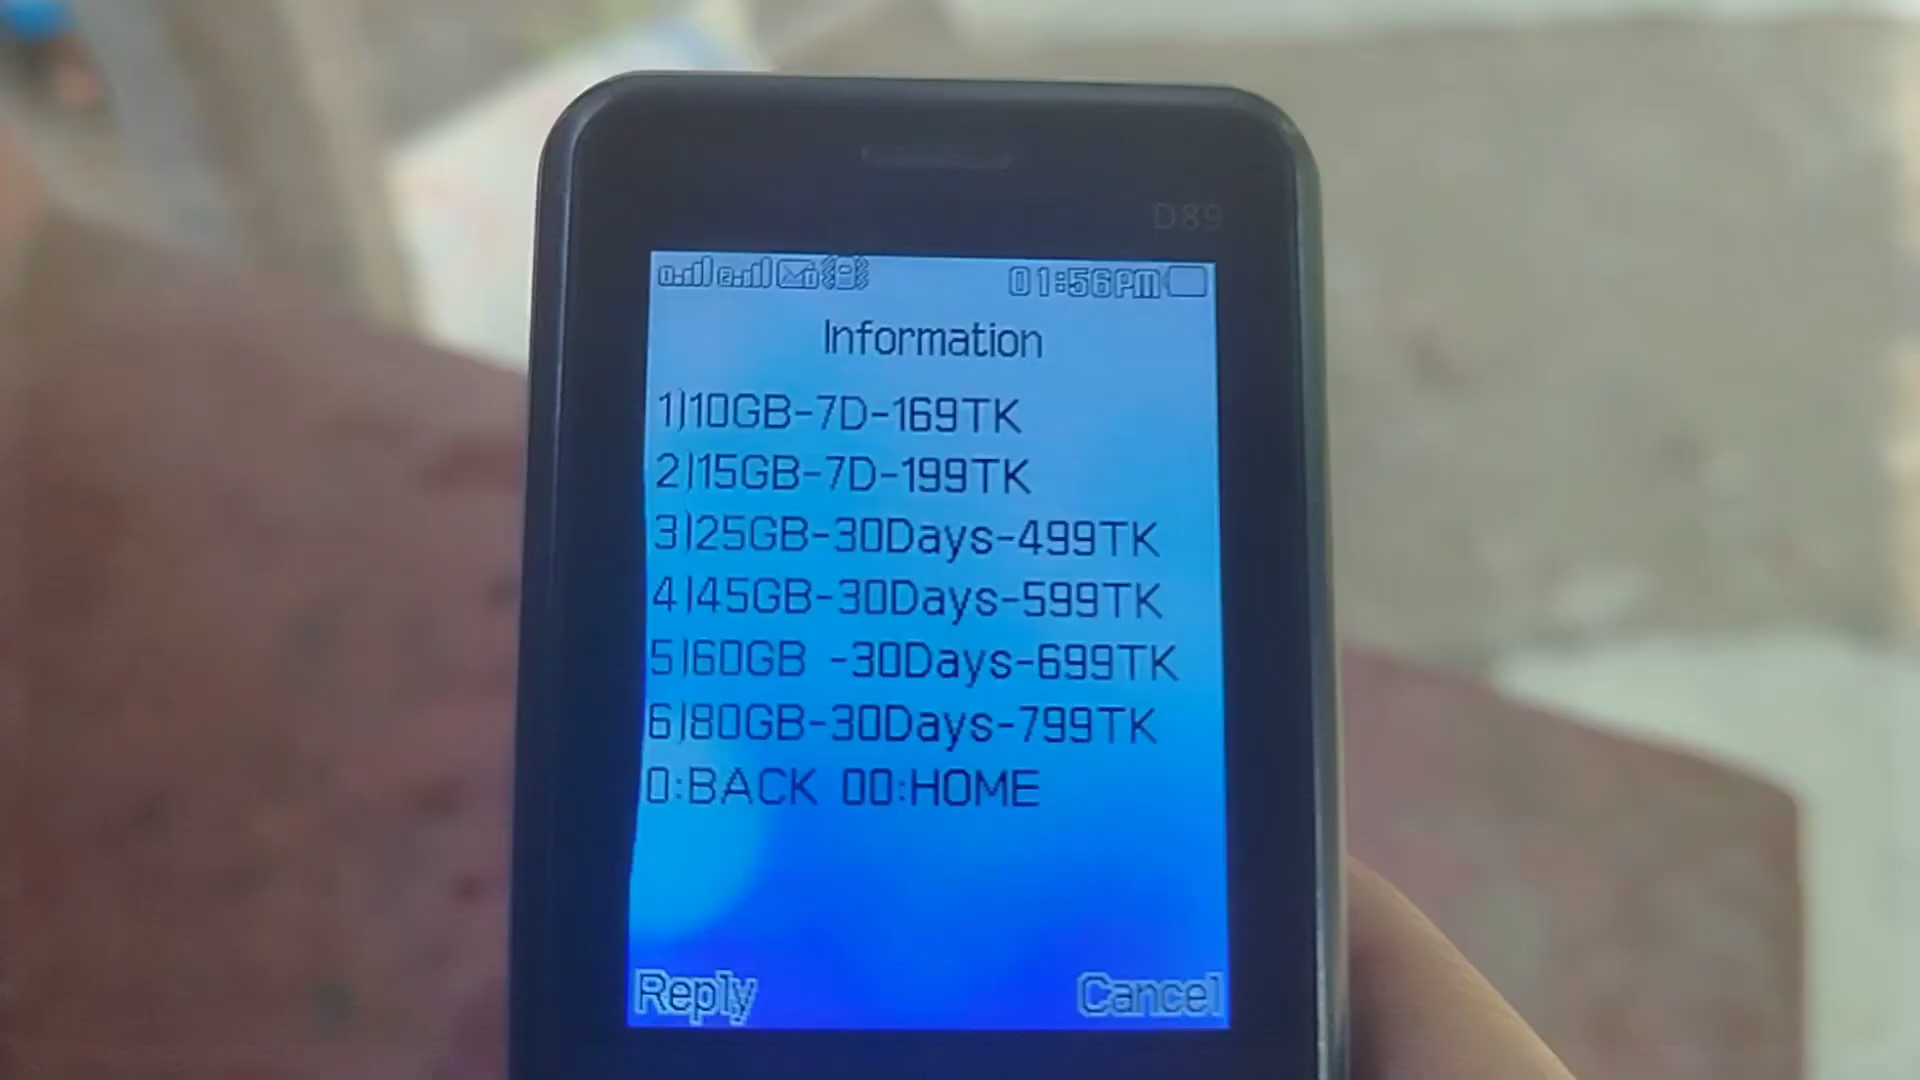 D89
01:56PM
Information
1)10GB-7D-169TK
2)15GB-7D-199TK
3)25GB-30Days-499TK
4)45GB-30Days-599TK
5)60GB -30Days-699TK
6)80GB-30Days-799TK
0:BACK 00:HOME
Reply Cancel